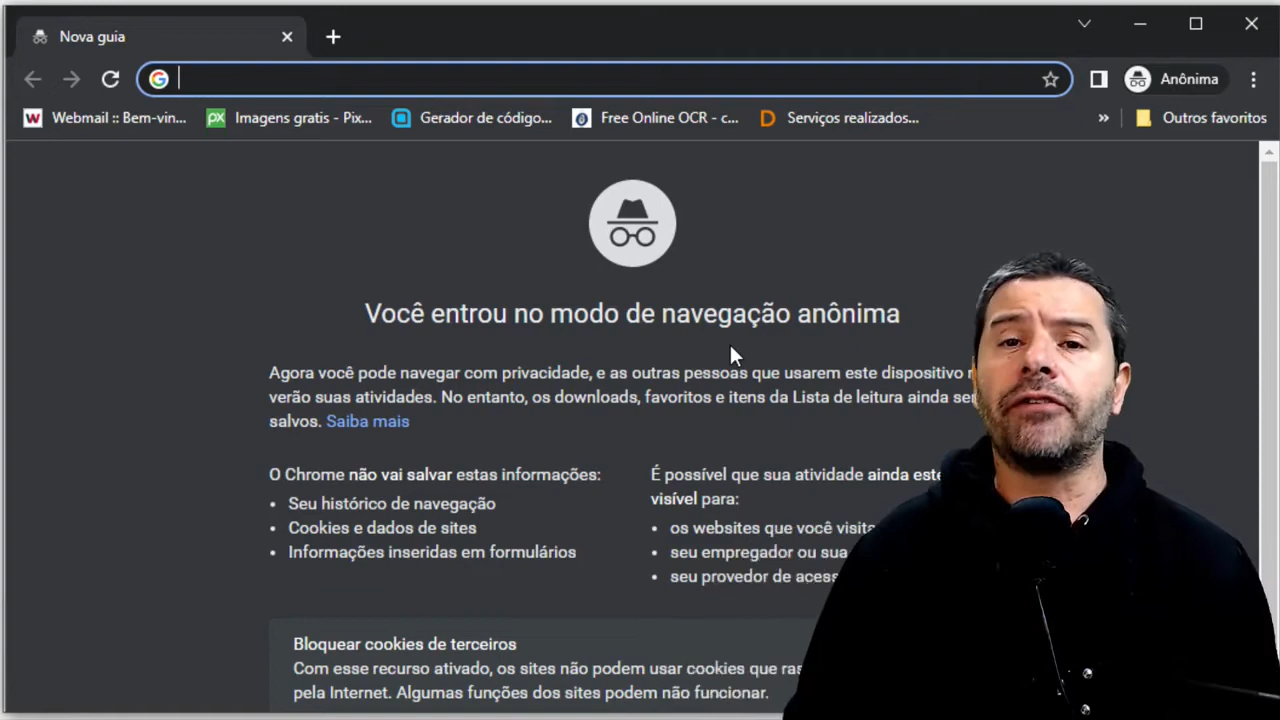 Nova guia
Anônima
Webmail :: Bem-vin...
Imagens gratis - Pix...
Gerador de código...
Free Online OCR - c...
Serviços realizados...
Outros favoritos
Você entrou no modo de navegação anônima
Agora você pode navegar com privacidade, e as outras pessoas que usarem este dispositivo
verão suas atividades. No entanto, os downloads, favoritos e itens da Lista de leitura ainda
salvos. Saiba mais
O Chrome não vai salvar estas informações:
• Seu histórico de navegação
• Cookies e dados de sites
• Informações inseridas em formulários
É possível que sua atividade ainda
visível para:
• os websites que você visita
• seu empregador ou sua
• seu provedor de
Bloquear cookies de terceiros
Com esse recurso ativado, os sites não podem usar cookies que
pela Internet. Algumas funções dos sites podem não funcionar.